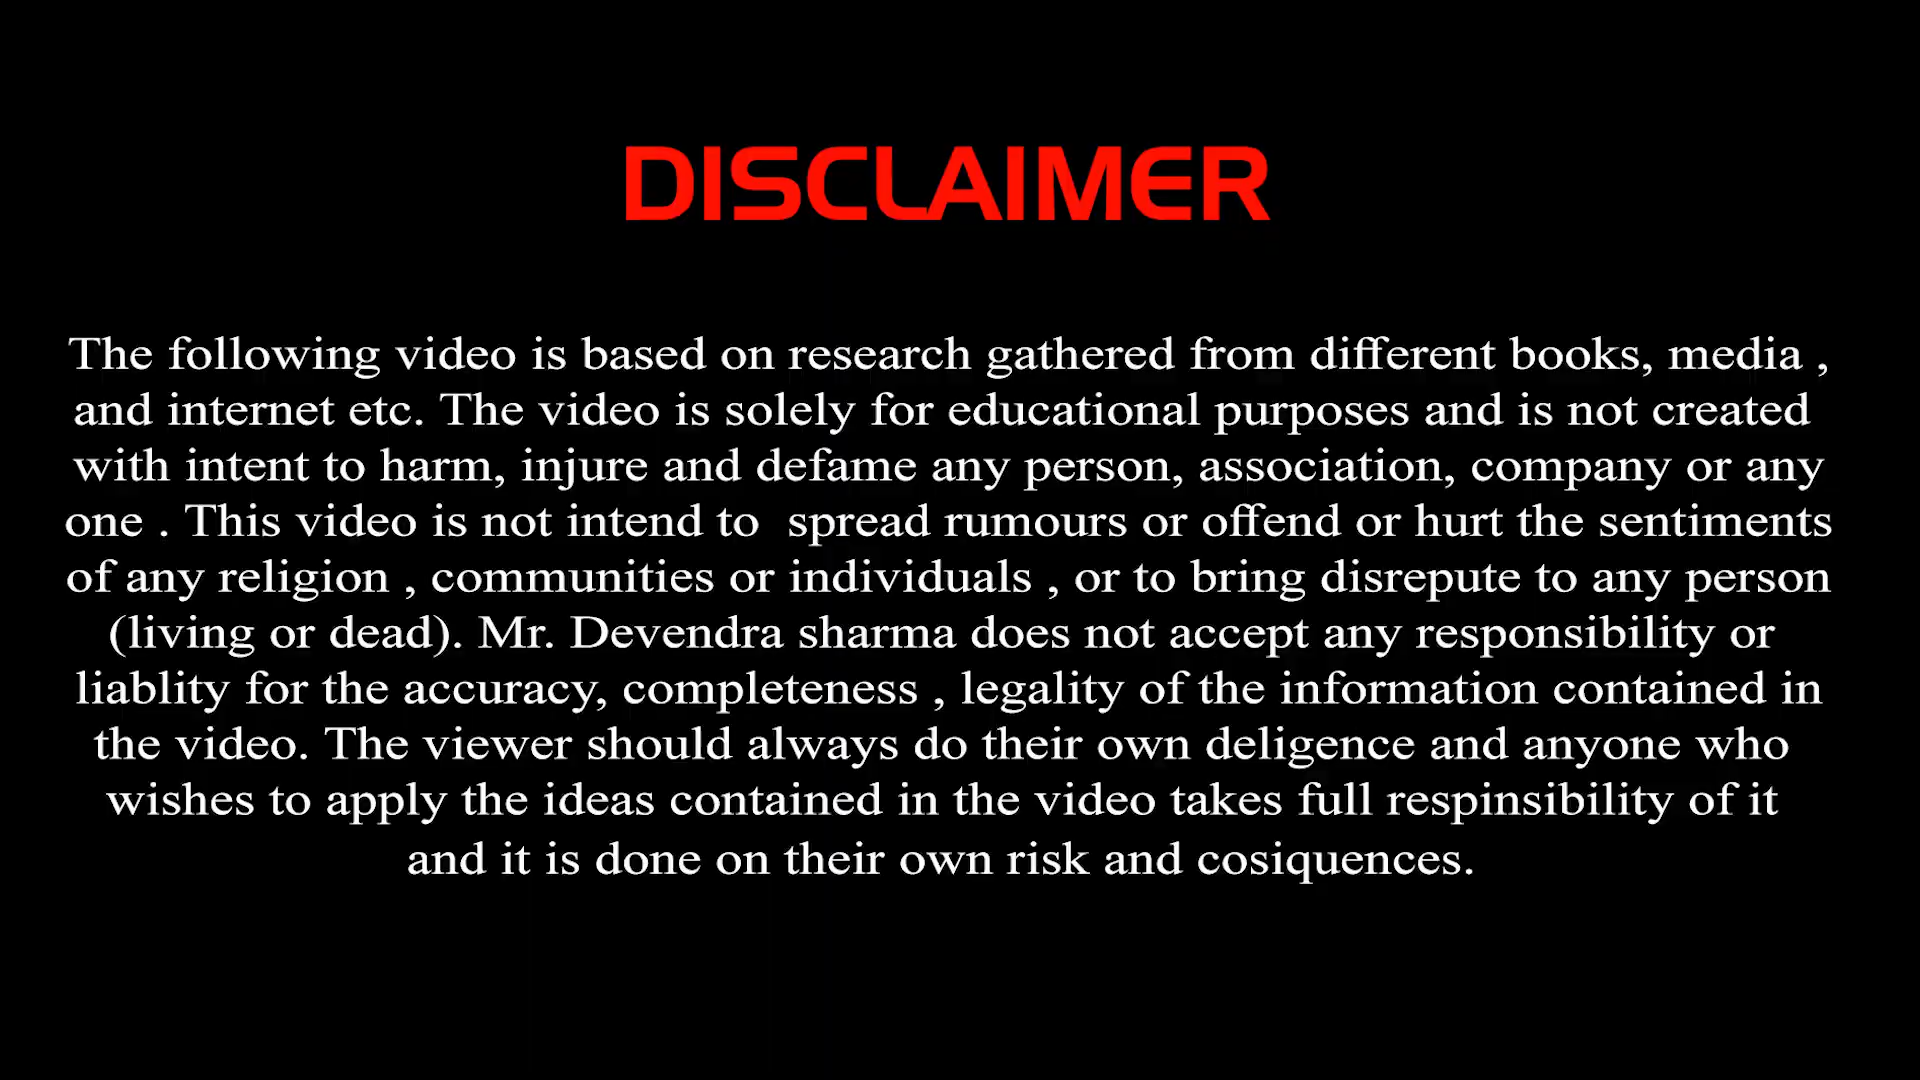 DISCLAIMER
The following video is based on research gathered from different books, media ,
and internet etc. The video is solely for educational purposes and is not created
with intent to harm, injure and defame any person, association, company or any
one . This video is not intend to  spread rumours or offend or hurt the sentiments
of any religion , communities or individuals , or to bring disrepute to any person
(living or dead). Mr. Devendra sharma does not accept any responsibility or
liablity for the accuracy, completeness , legality of the information contained in
the video. The viewer should always do their own deligence and anyone who
wishes to apply the ideas contained in the video takes full respinsibility of it
and it is done on their own risk and cosiquences.